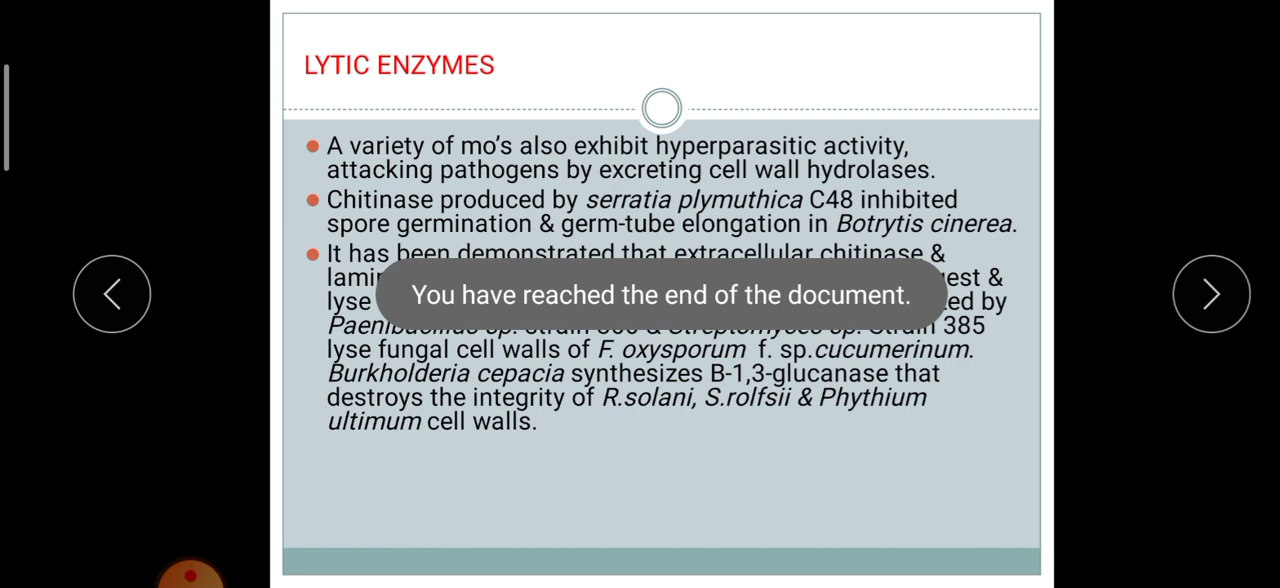 LYTIC ENZYMES
A variety of mo's also exhibit hyperparasitic activity,
attacking pathogens by excreting cell wall hydrolases.
Chitinase produced by serratia plymuthica C48 inhibited
spore germination & germ-tube elongation in Botrytis cinerea.
It has been demonstrated that extracellular chitinase &
&
lyse
You have reached the end of the document.
by
sp. strain & sp. 385
lyse fungal cell walls of F. oxysporum f. sp.cucumerinum.
Burkholderia cepacia synthesizes B-1,3-glucanase that
destroys the integrity of R.solani, S.rolfsii & Phythium
ultimum cell walls.